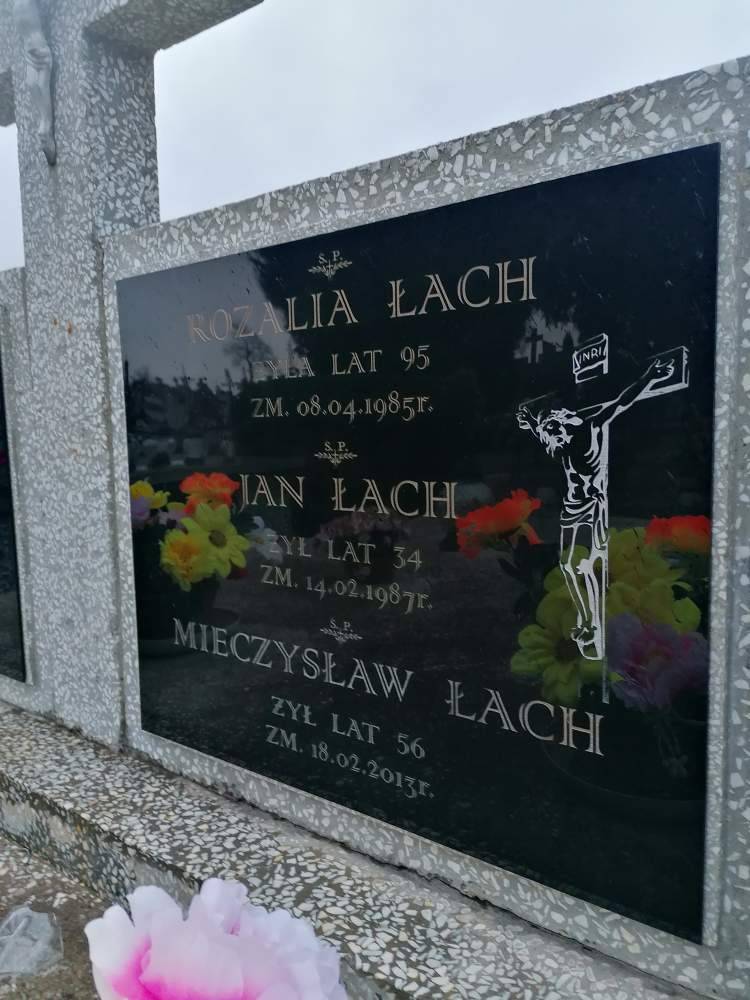 Ś. P.
ROZALIA ŁACH
ŻYŁA LAT 95
ZM. 08.04.1985r.
Ś. P.
JAN ŁACH
ŻYŁ LAT 34
ZM. 14.02.1987r.
Ś. P.
MIECZYSŁAW ŁACH
ŻYŁ LAT 56
ZM. 18.02.2013r.
INRI